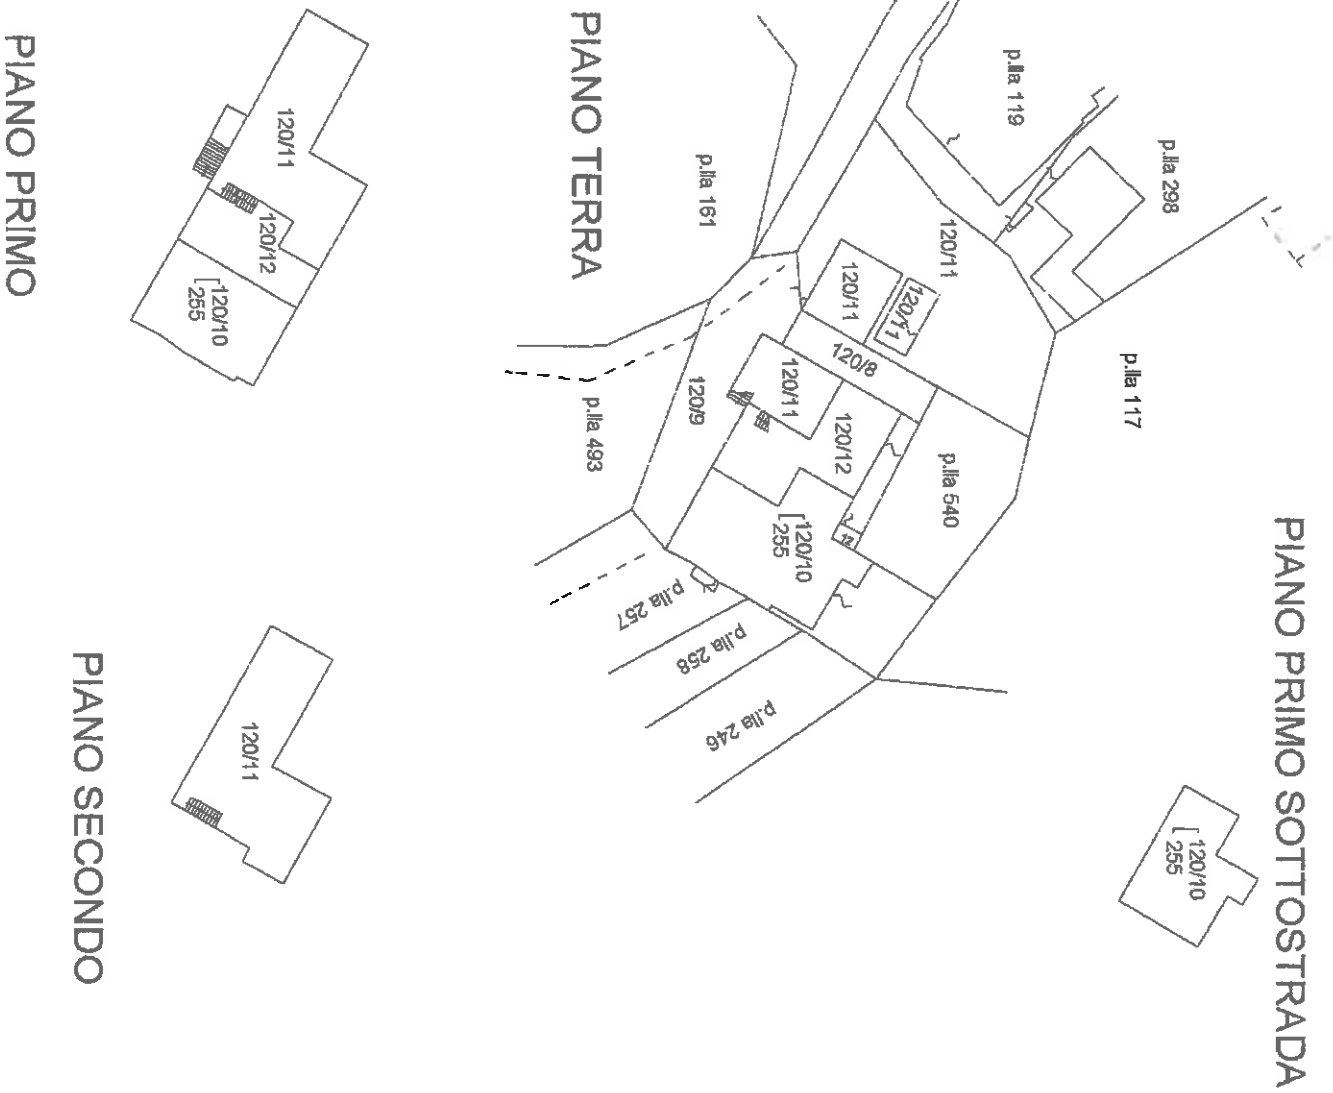 PIANO PRIMO SOTTOSTRADA
120/10
255
p.lla 298
p.lla 117
p.lla 119
120/11
p.lla 540
120/11
120/11
120/8
12
120/12
120/11
120/10
255
p.lla 161
120/9
p.lla 246
p.lla 258
p.lla 257
p.lla 493
PIANO TERRA
120/11
120/12
120/10
255
PIANO PRIMO
120/11
PIANO SECONDO